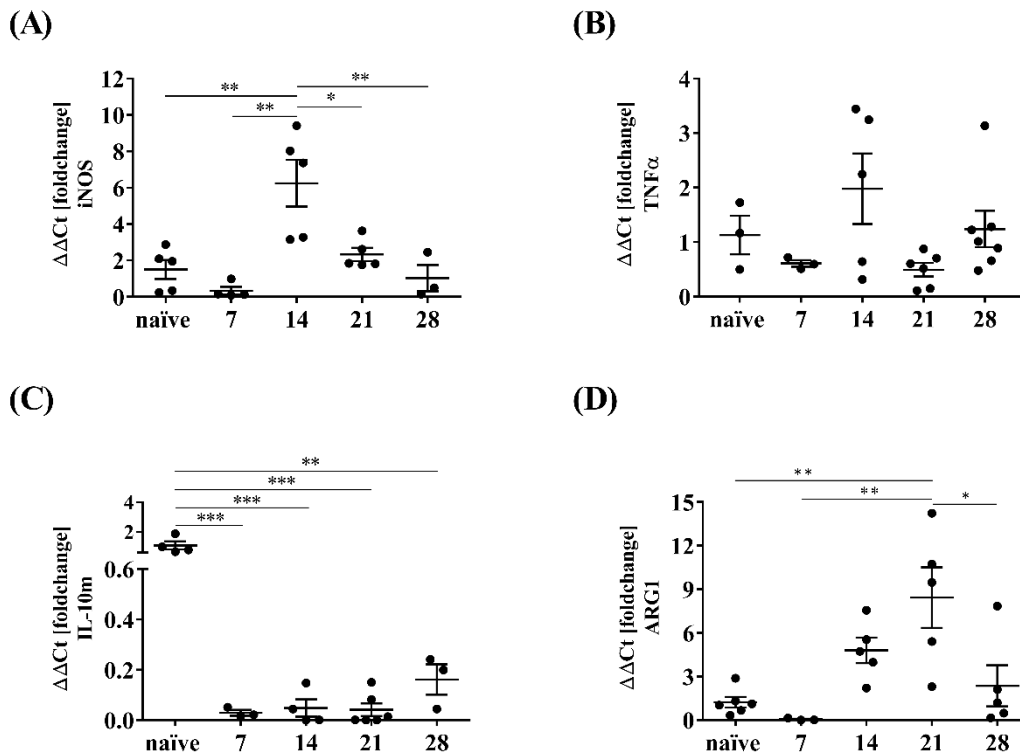 (A)
ΔΔCt [foldchange]
iNOS
12
10
8
6
4
2
0
naïve 7 14 21 28
**
**
*
**
(B)
ΔΔCt [foldchange]
TNFα
4
3
2
1
0
naïve 7 14 21 28
(C)
ΔΔCt [foldchange]
IL-10m
4
2
0.6
0.4
0.2
0.0
naïve 7 14 21 28
**
***
***
***
(D)
ΔΔCt [foldchange]
ARG1
15
12
9
6
3
0
naïve 7 14 21 28
**
**
*